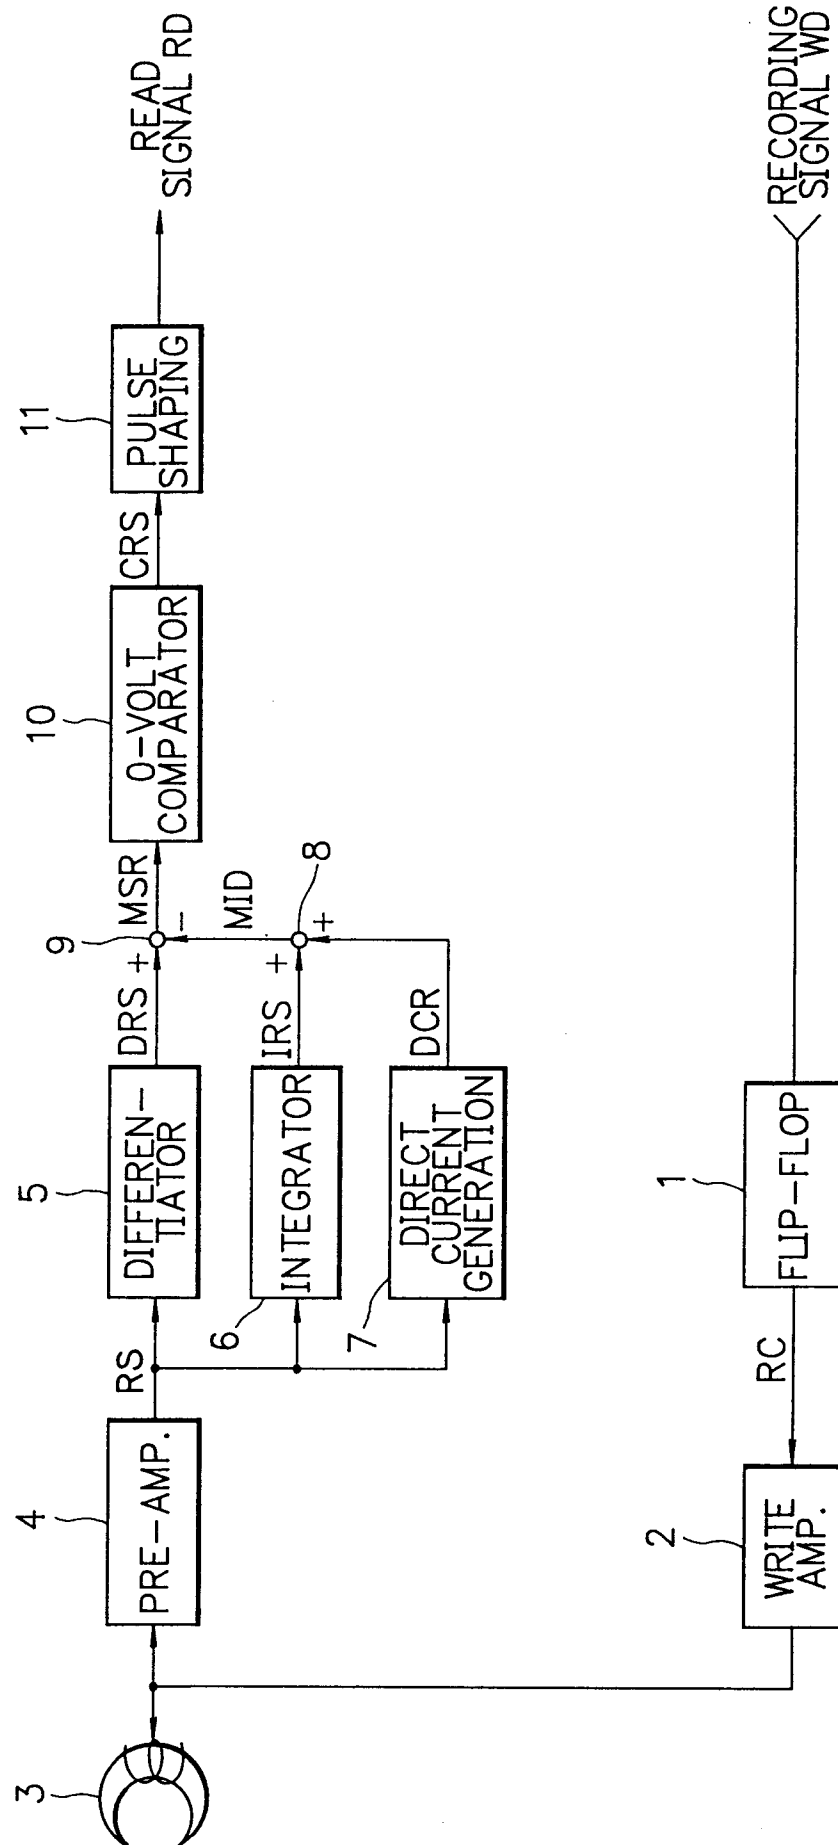 3
4
PRE-AMP.
RS
5
DIFFEREN-
TIATOR
DRS
+
9
MSR
-
10
0-VOLT
COMPARATOR
CRS
11
PULSE
SHAPING
READ
SIGNAL RD
6
INTEGRATOR
IRS
+
8
MID
+
7
DIRECT
CURRENT
GENERATION
DCR
2
WRITE
AMP.
RC
1
FLIP-FLOP
RECORDING
SIGNAL WD